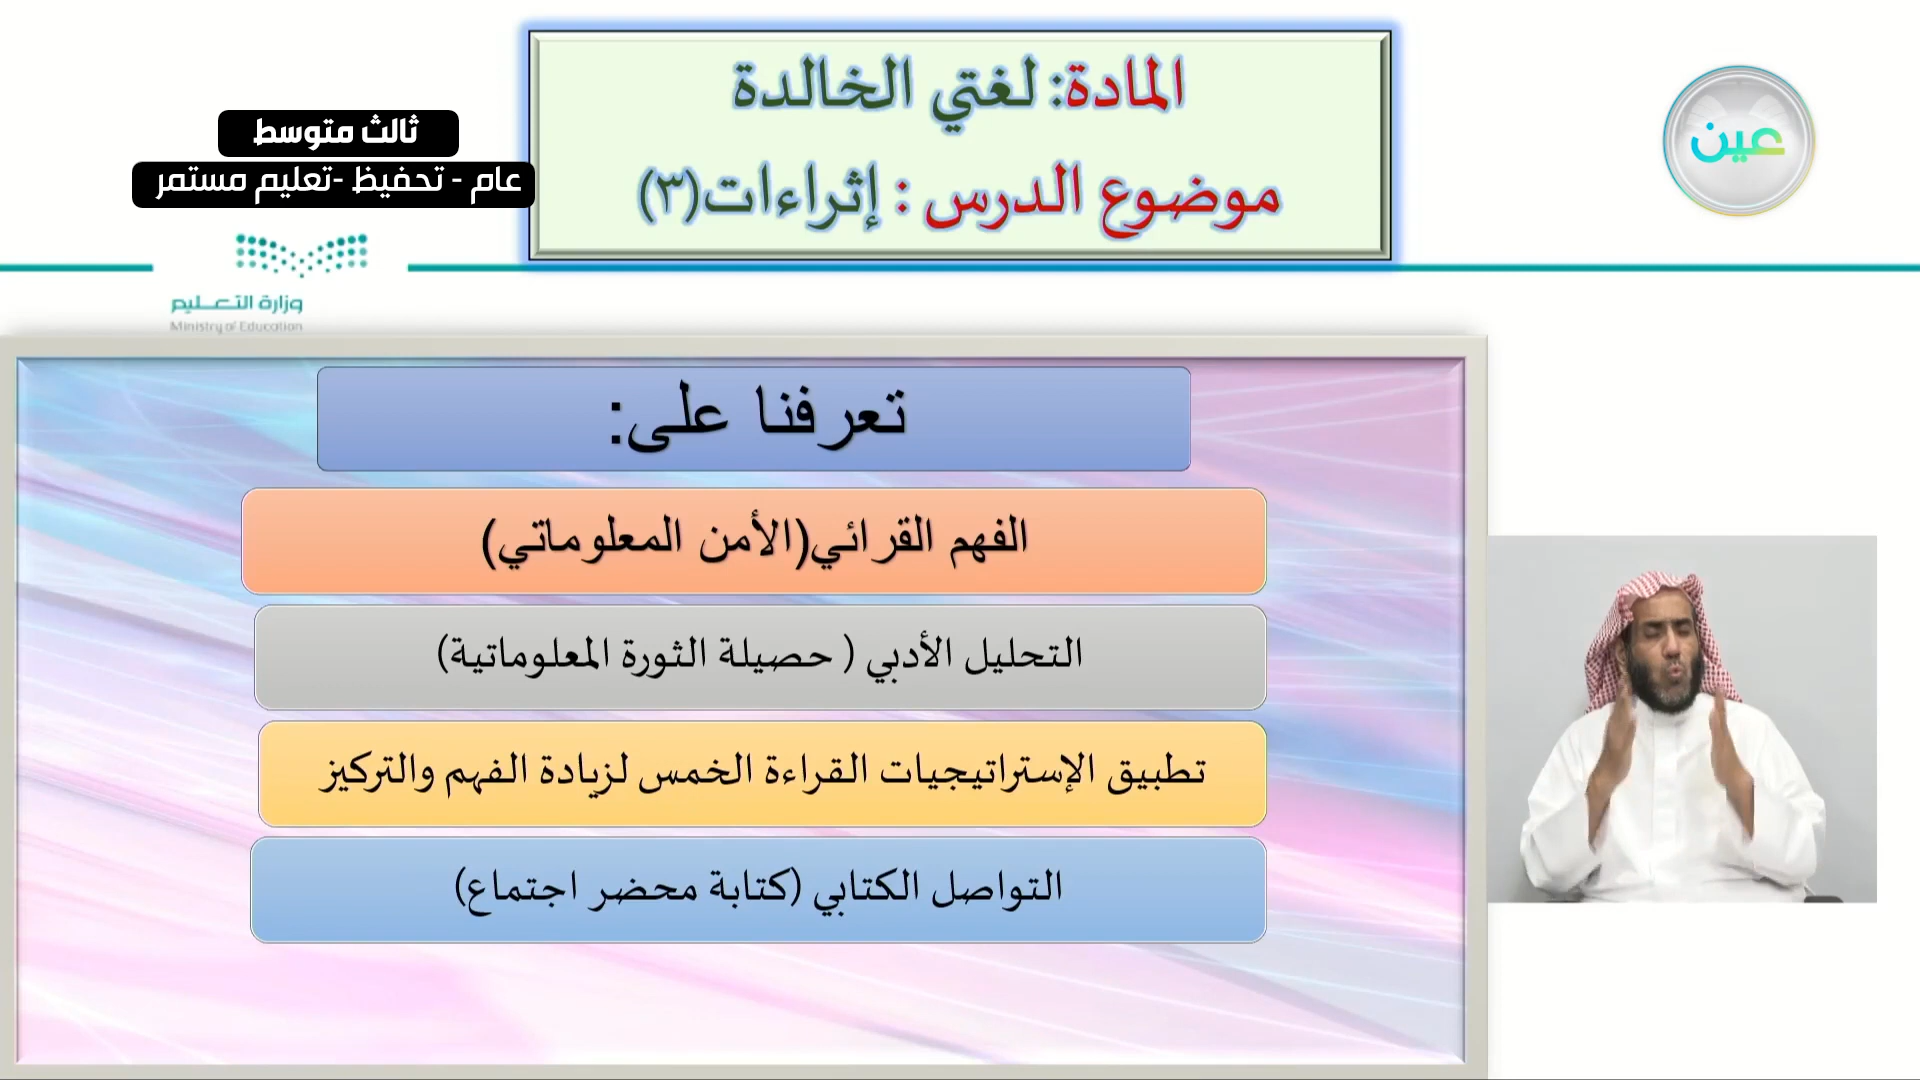 المادة: لغتي الخالدة
موضوع الدرس : إثراءات(٣)
عين
ثالث متوسط
عام - تحفيظ -تعليم مستمر
وزارة التعليم
Ministry of Education
تعرفنا على:
الفهم القرائي(الأمن المعلوماتي)
التحليل الأدبي ( حصيلة الثورة المعلوماتية)
تطبيق الإستراتيجيات القراءة الخمس لزيادة الفهم والتركيز
التواصل الكتابي (كتابة محضر اجتماع)